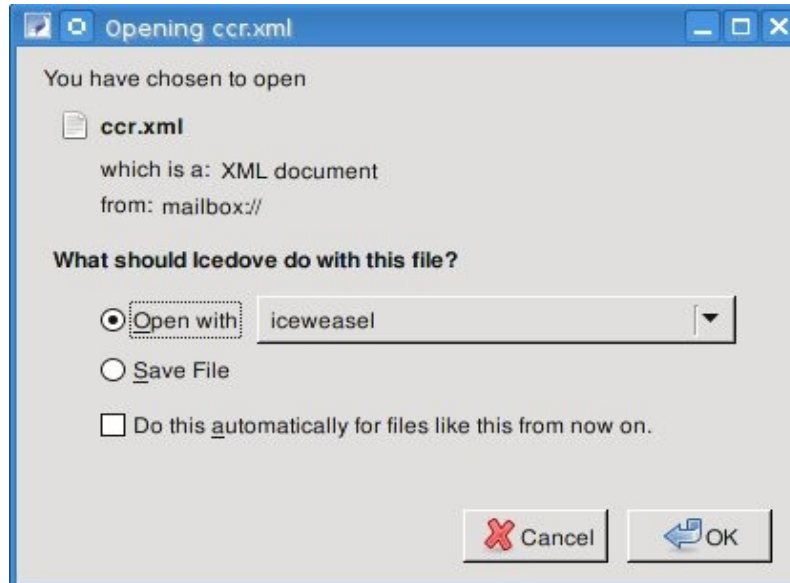 Opening ccr.xml
You have chosen to open
ccr.xml
which is a: XML document
from: mailbox://
What should Icedove do with this file?
Open with iceweasel
Save File
Do this automatically for files like this from now on.
Cancel OK